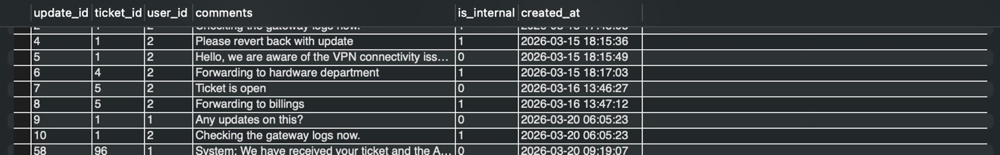 update_id ticket_id user_id comments is_internal created_at
2 1 2 Checking the gateway logs now. 1
4 1 2 Please revert back with update 1 2026-03-15 18:15:36
5 1 2 Hello, we are aware of the VPN connectivity iss… 0 2026-03-15 18:15:49
6 4 2 Forwarding to hardware department 1 2026-03-15 18:17:03
7 5 2 Ticket is open 0 2026-03-16 13:46:27
8 5 2 Forwarding to billings 1 2026-03-16 13:47:12
9 1 1 Any updates on this? 0 2026-03-20 06:05:23
10 1 2 Checking the gateway logs now. 1 2026-03-20 06:05:23
58 96 1 System: We have received your ticket and the A… 0 2026-03-20 09:19:07